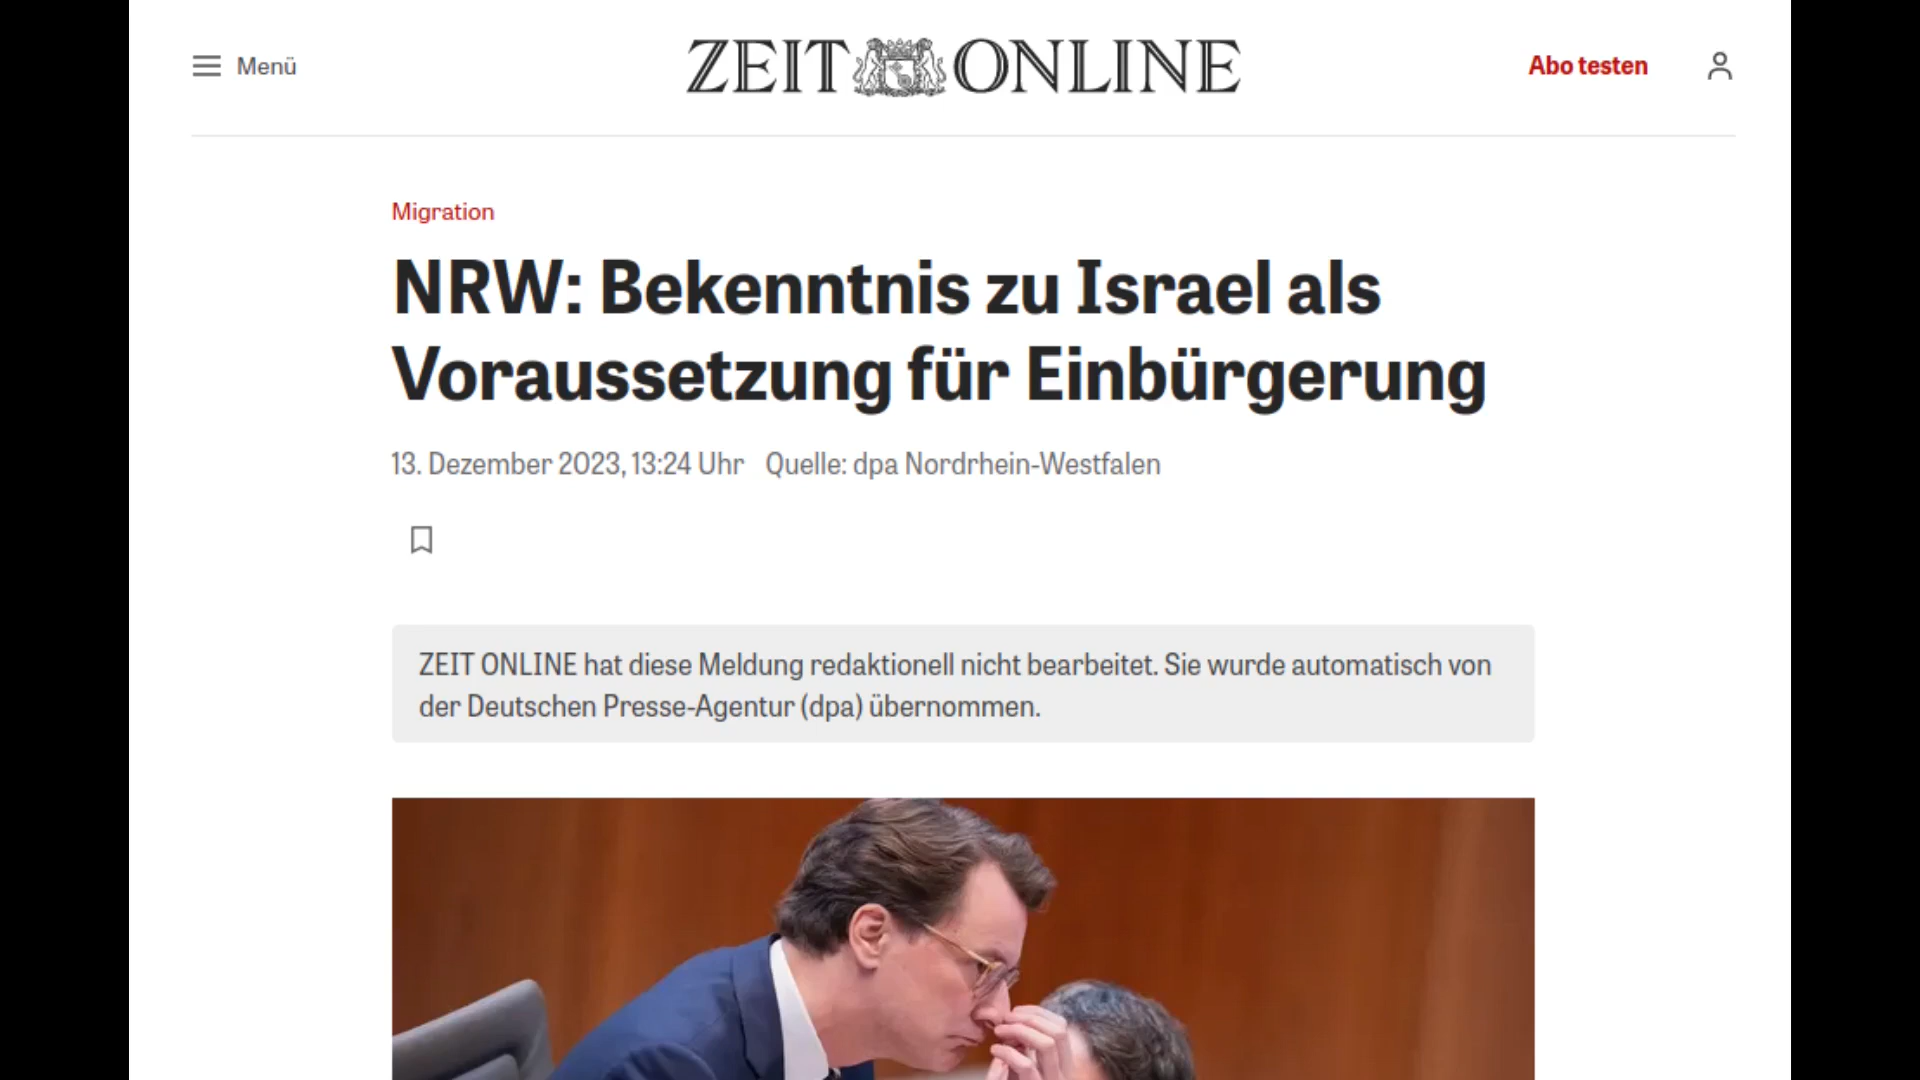 Menü
ZEIT ONLINE
Abo testen
Migration
NRW: Bekenntnis zu Israel als
Voraussetzung für Einbürgerung
13. Dezember 2023, 13:24 Uhr Quelle: dpa Nordrhein-Westfalen
ZEIT ONLINE hat diese Meldung redaktionell nicht bearbeitet. Sie wurde automatisch von
der Deutschen Presse-Agentur (dpa) übernommen.